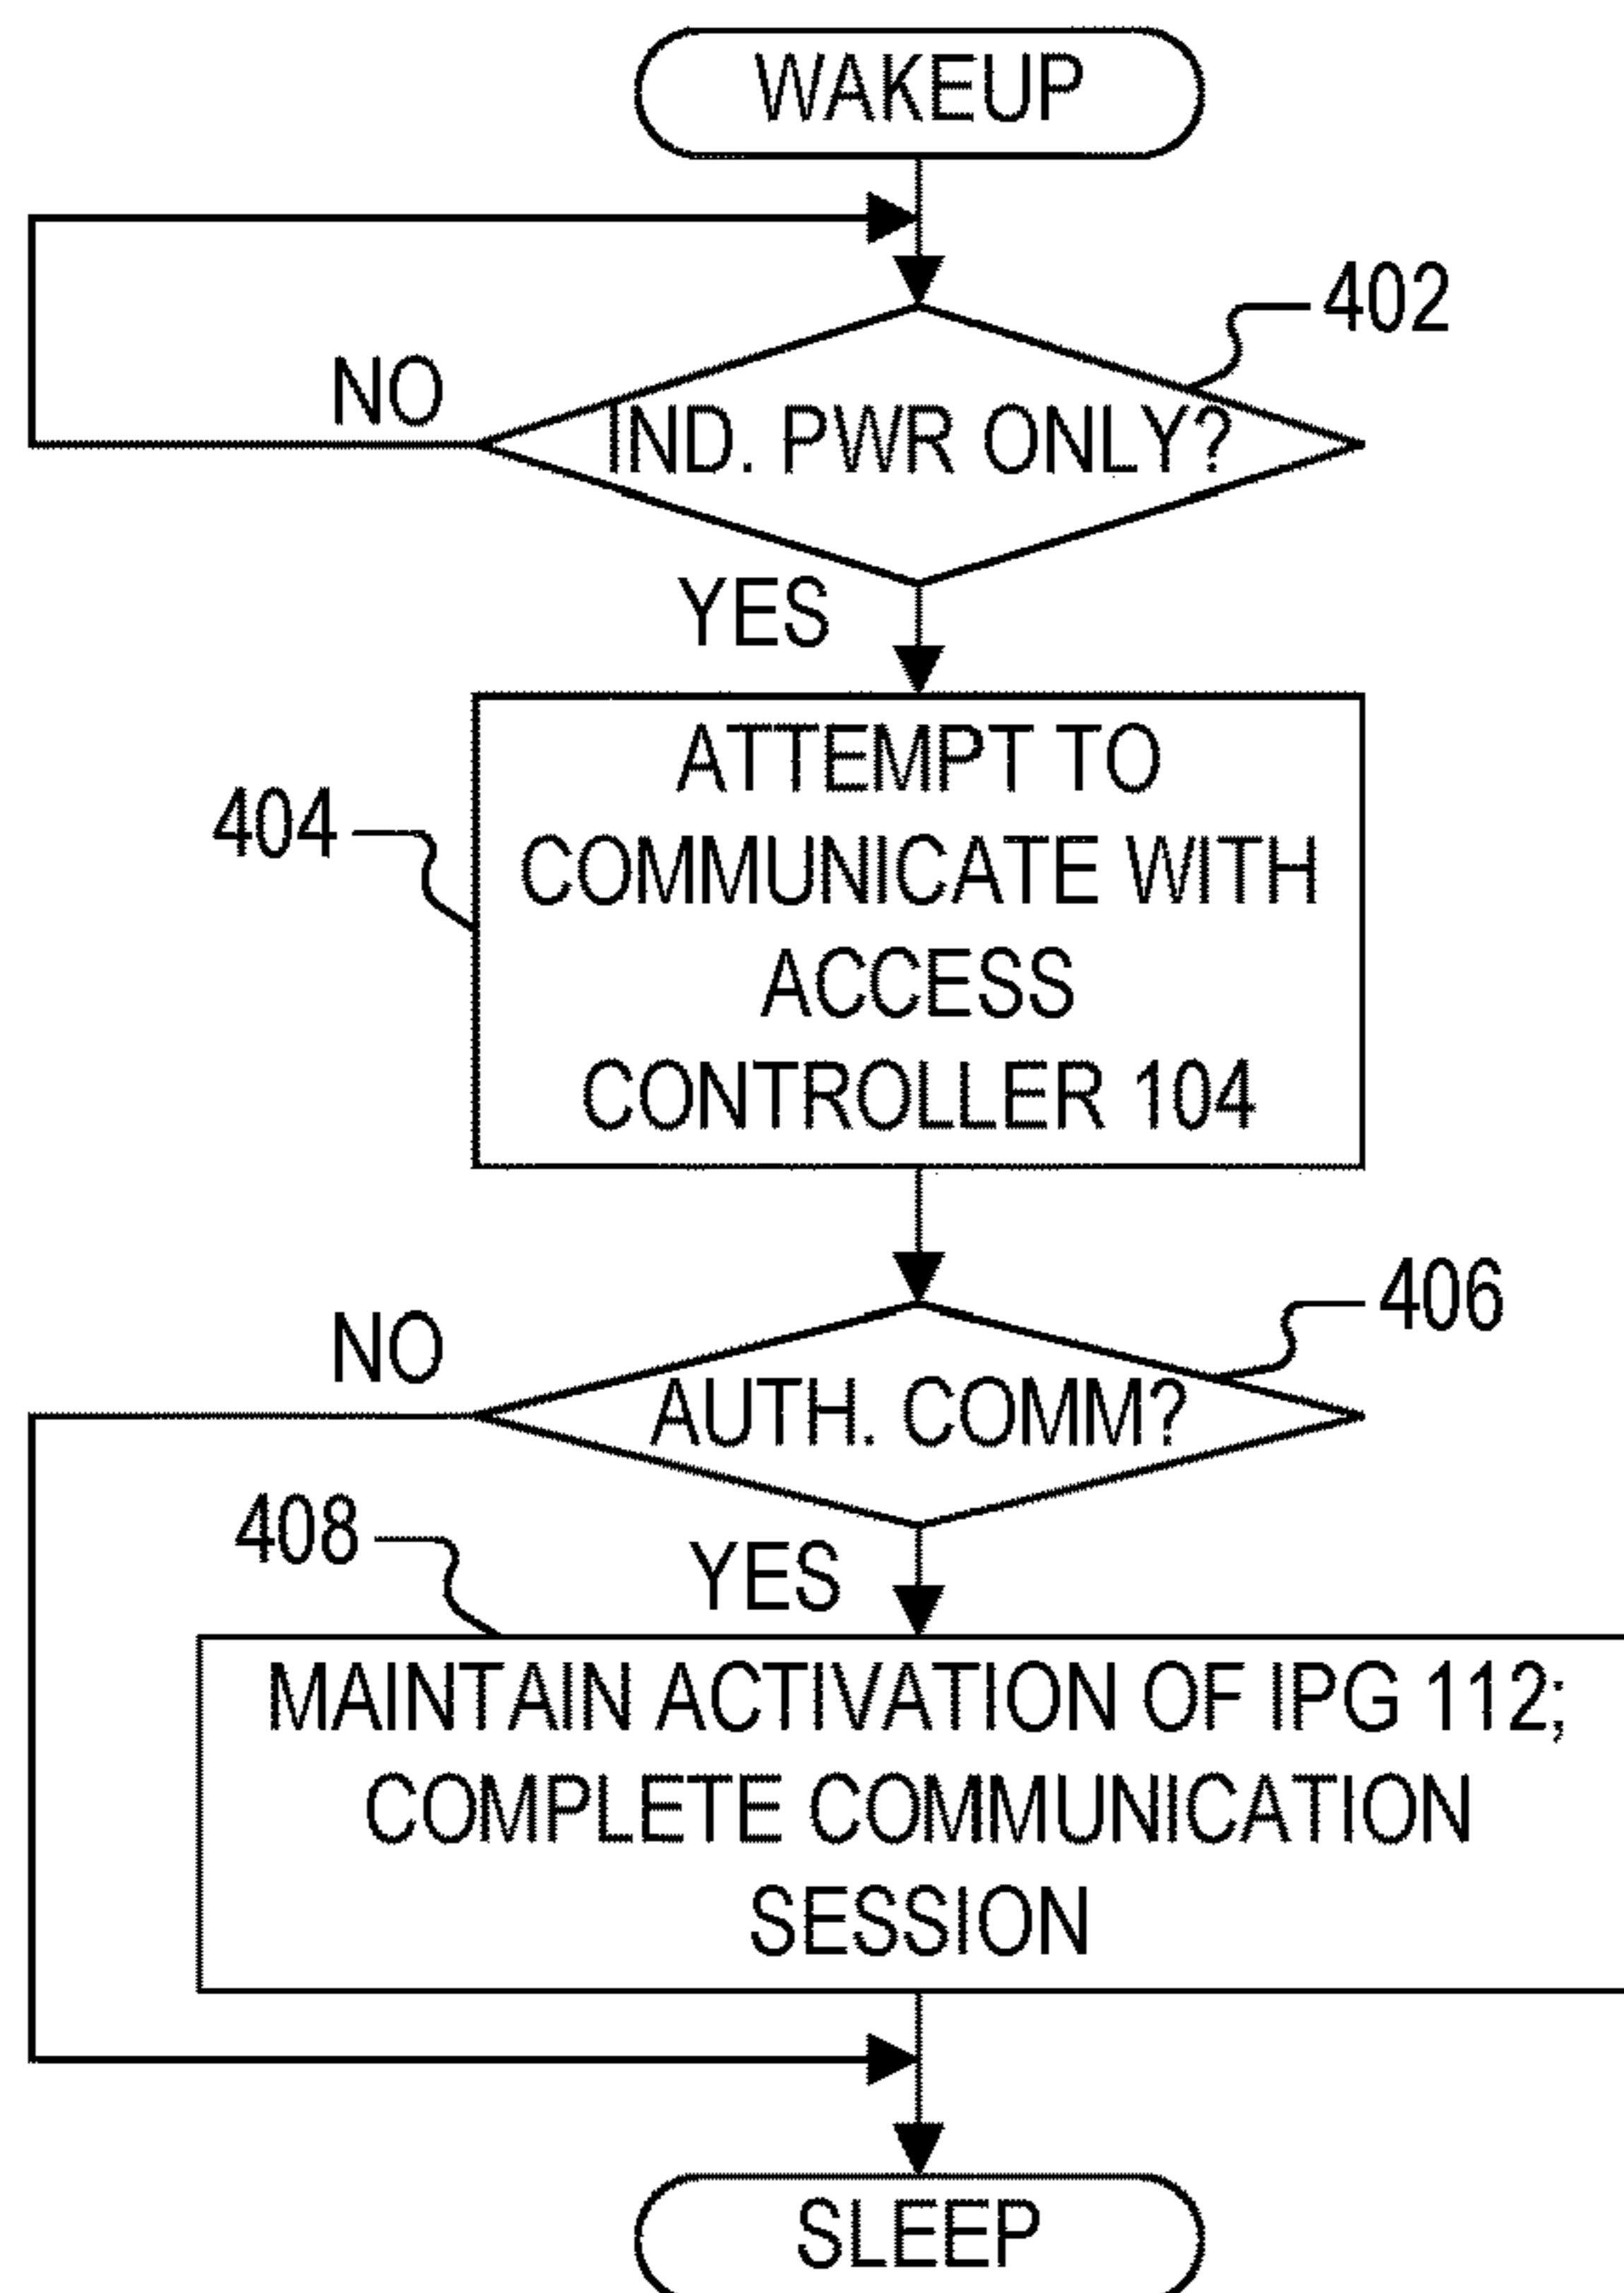 WAKEUP
402
NO
IND. PWR ONLY?
YES
ATTEMPT TO
COMMUNICATE WITH
ACCESS
CONTROLLER 104
404
406
NO
AUTH. COMM?
408
YES
MAINTAIN ACTIVATION OF IPG 112;
COMPLETE COMMUNICATION
SESSION
SLEEP